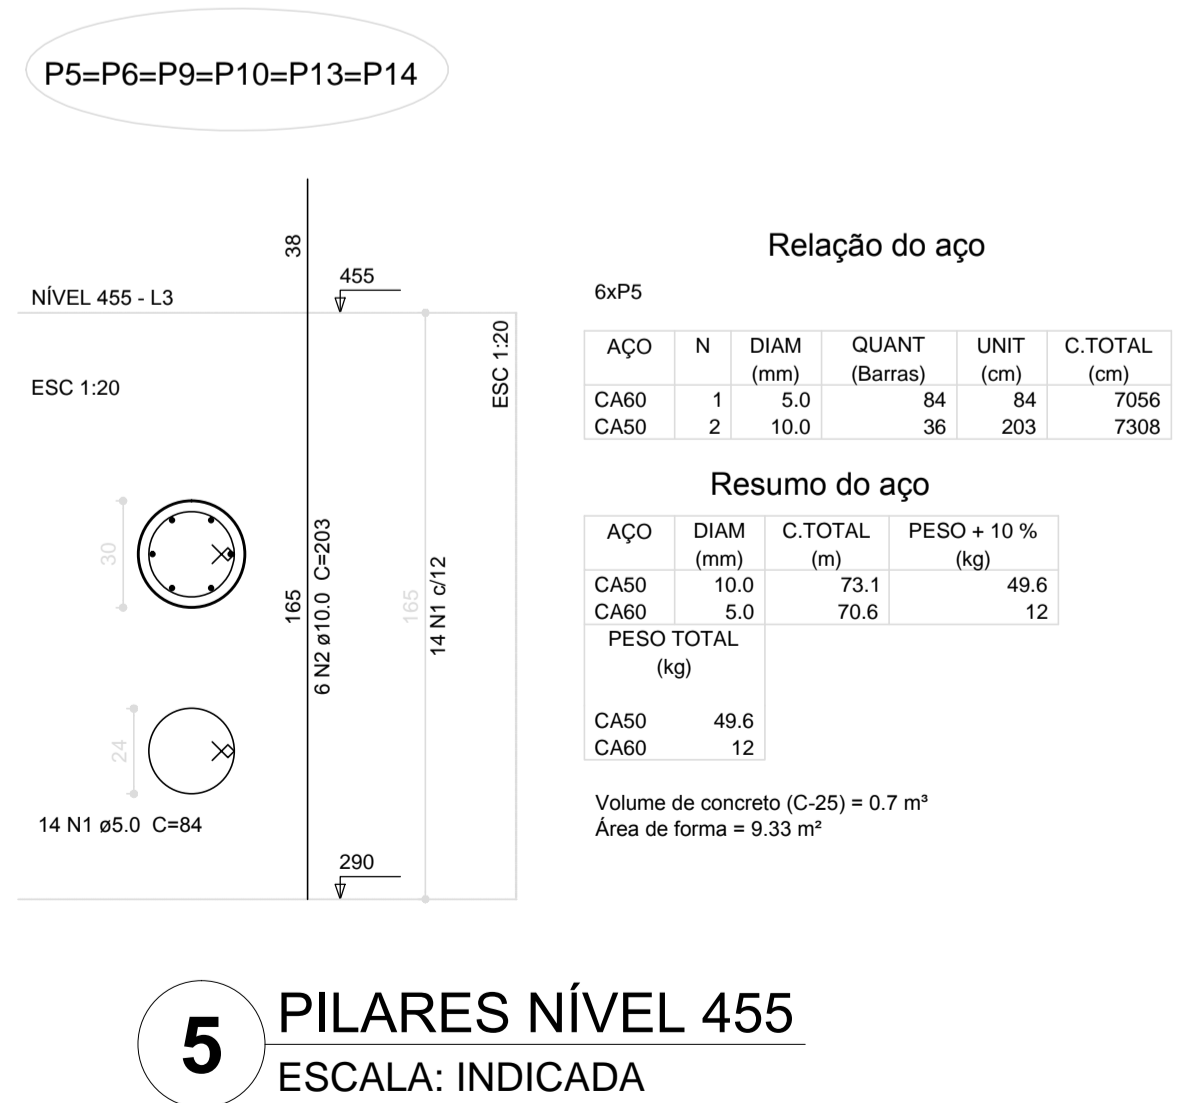 P5=P6=P9=P10=P13=P14
38
455
NÍVEL 455 - L3
ESC 1:20
ESC 1:20
30
165
6 N2 ø10.0 C=203
165
14 N1 c/12
24
14 N1 ø5.0 C=84
290
Relação do aço
6xP5
AÇO N DIAM QUANT UNIT C.TOTAL
(mm) (Barras) (cm) (cm)
CA60 1 5.0 84 84 7056
CA50 2 10.0 36 203 7308
Resumo do aço
AÇO DIAM C.TOTAL PESO + 10 %
(mm) (m) (kg)
CA50 10.0 73.1 49.6
CA60 5.0 70.6 12
PESO TOTAL
(kg)
CA50 49.6
CA60 12
Volume de concreto (C-25) = 0.7 m³
Área de forma = 9.33 m²
5 PILARES NÍVEL 455
ESCALA: INDICADA